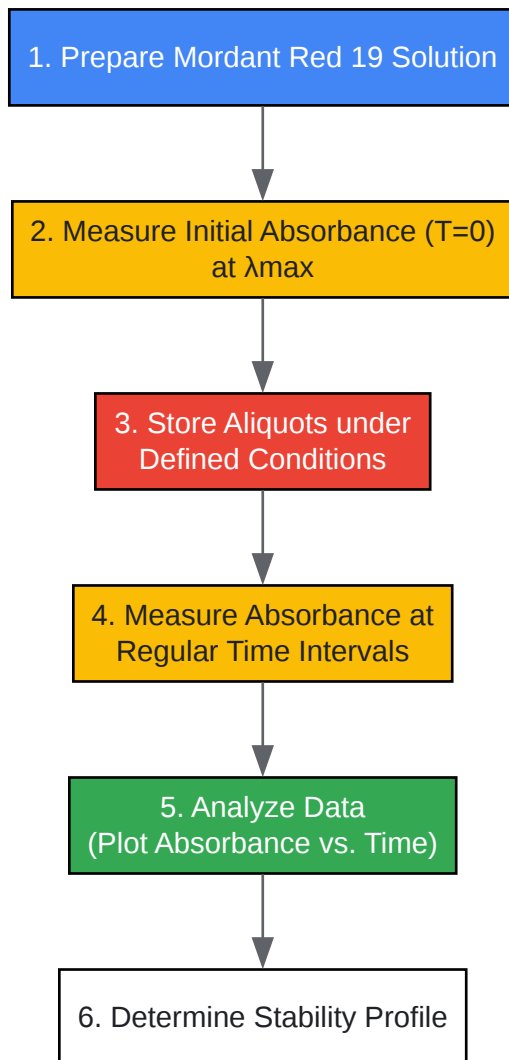 1. Prepare Mordant Red 19 Solution
2. Measure Initial Absorbance (T=0)
at λmax
3. Store Aliquots under
Defined Conditions
4. Measure Absorbance at
Regular Time Intervals
5. Analyze Data
(Plot Absorbance vs. Time)
6. Determine Stability Profile